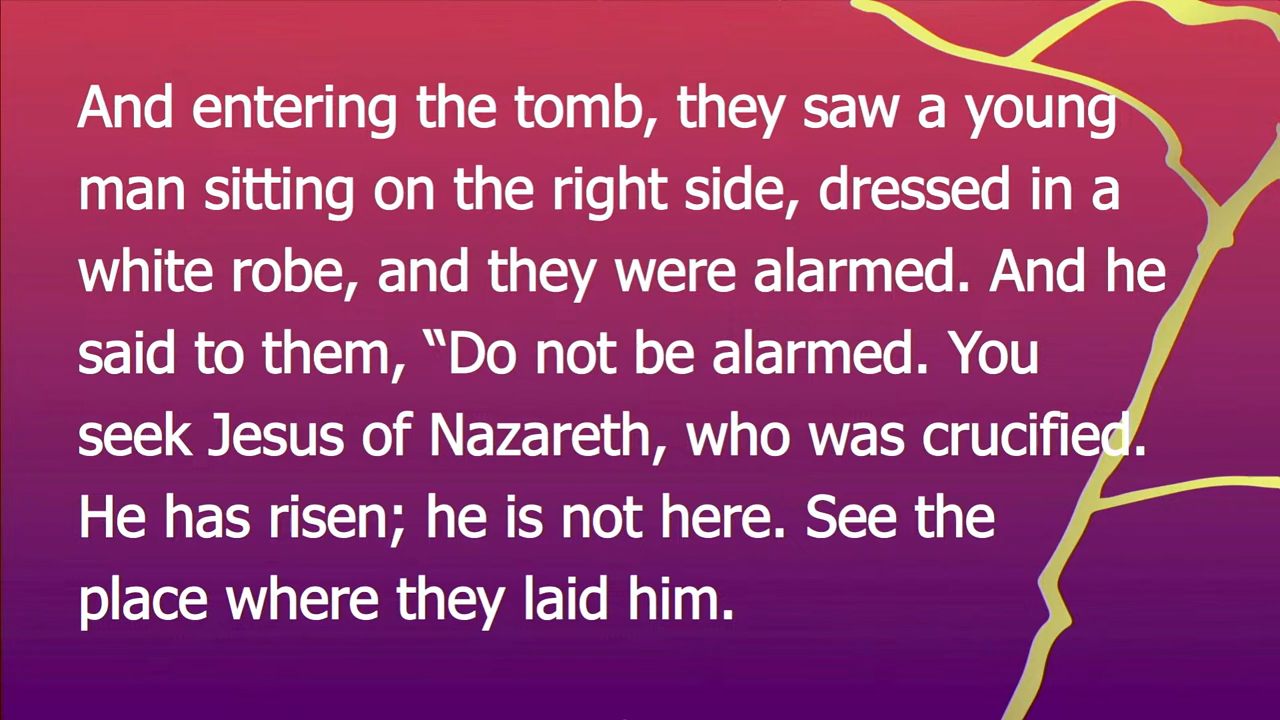 And entering the tomb, they saw a young
man sitting on the right side, dressed in a
white robe, and they were alarmed. And he
said to them, “Do not be alarmed. You
seek Jesus of Nazareth, who was crucified.
He has risen; he is not here. See the
place where they laid him.